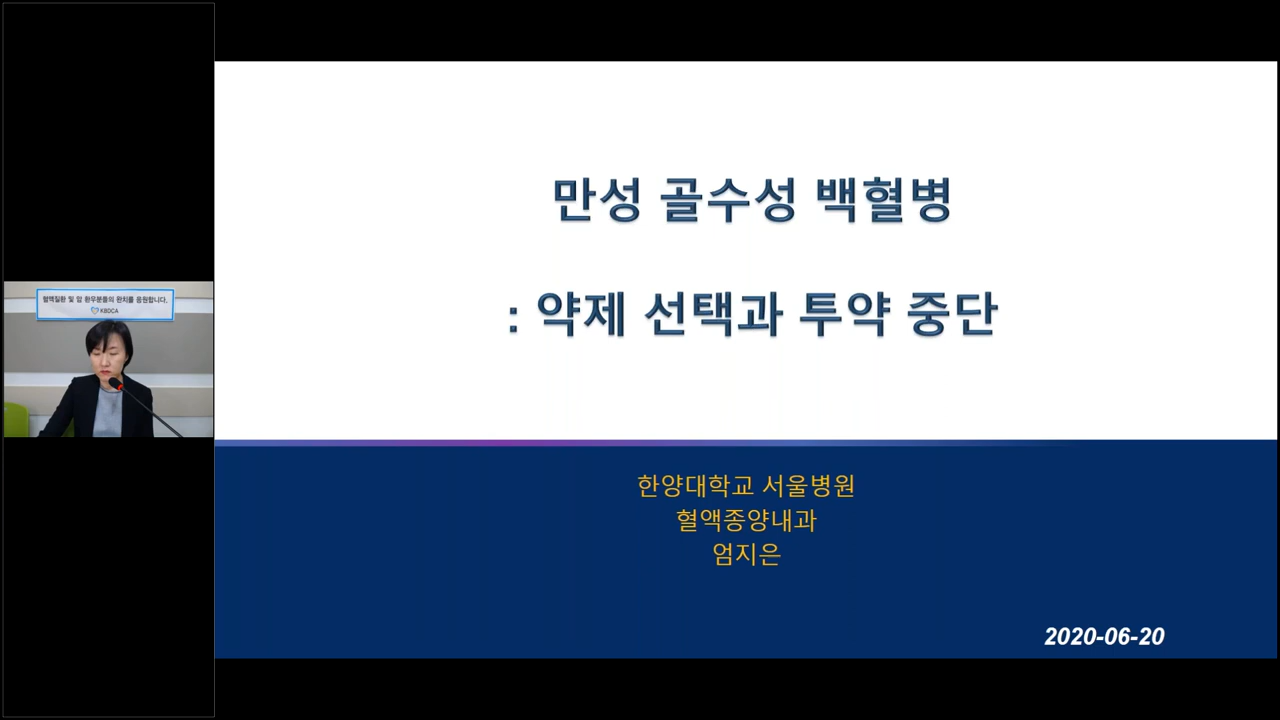 혈액질환 및 암 환우분들의 완치를 응원합니다.
KBDCA
만성 골수성 백혈병
: 약제 선택과 투약 중단
한양대학교 서울병원
혈액종양내과
엄지은
2020-06-20